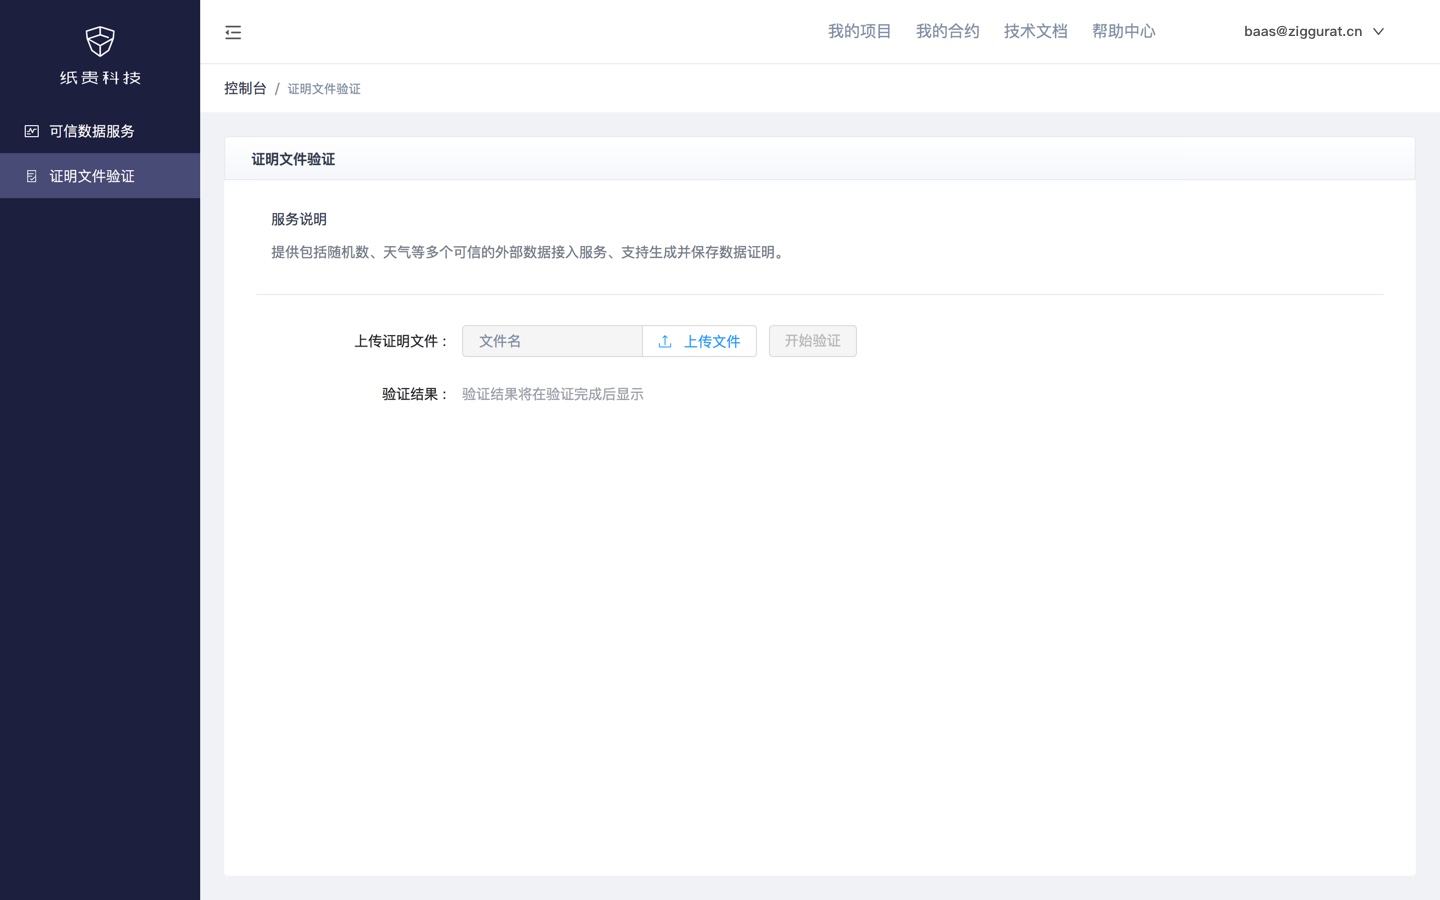 纸贵科技
可信数据服务
证明文件验证
我的项目 我的合约 技术文档 帮助中心 baas@ziggurat.cn
控制台 / 证明文件验证
证明文件验证
服务说明
提供包括随机数、天气等多个可信的外部数据接入服务、支持生成并保存数据证明。
上传证明文件： 文件名 上传文件 开始验证
验证结果： 验证结果将在验证完成后显示